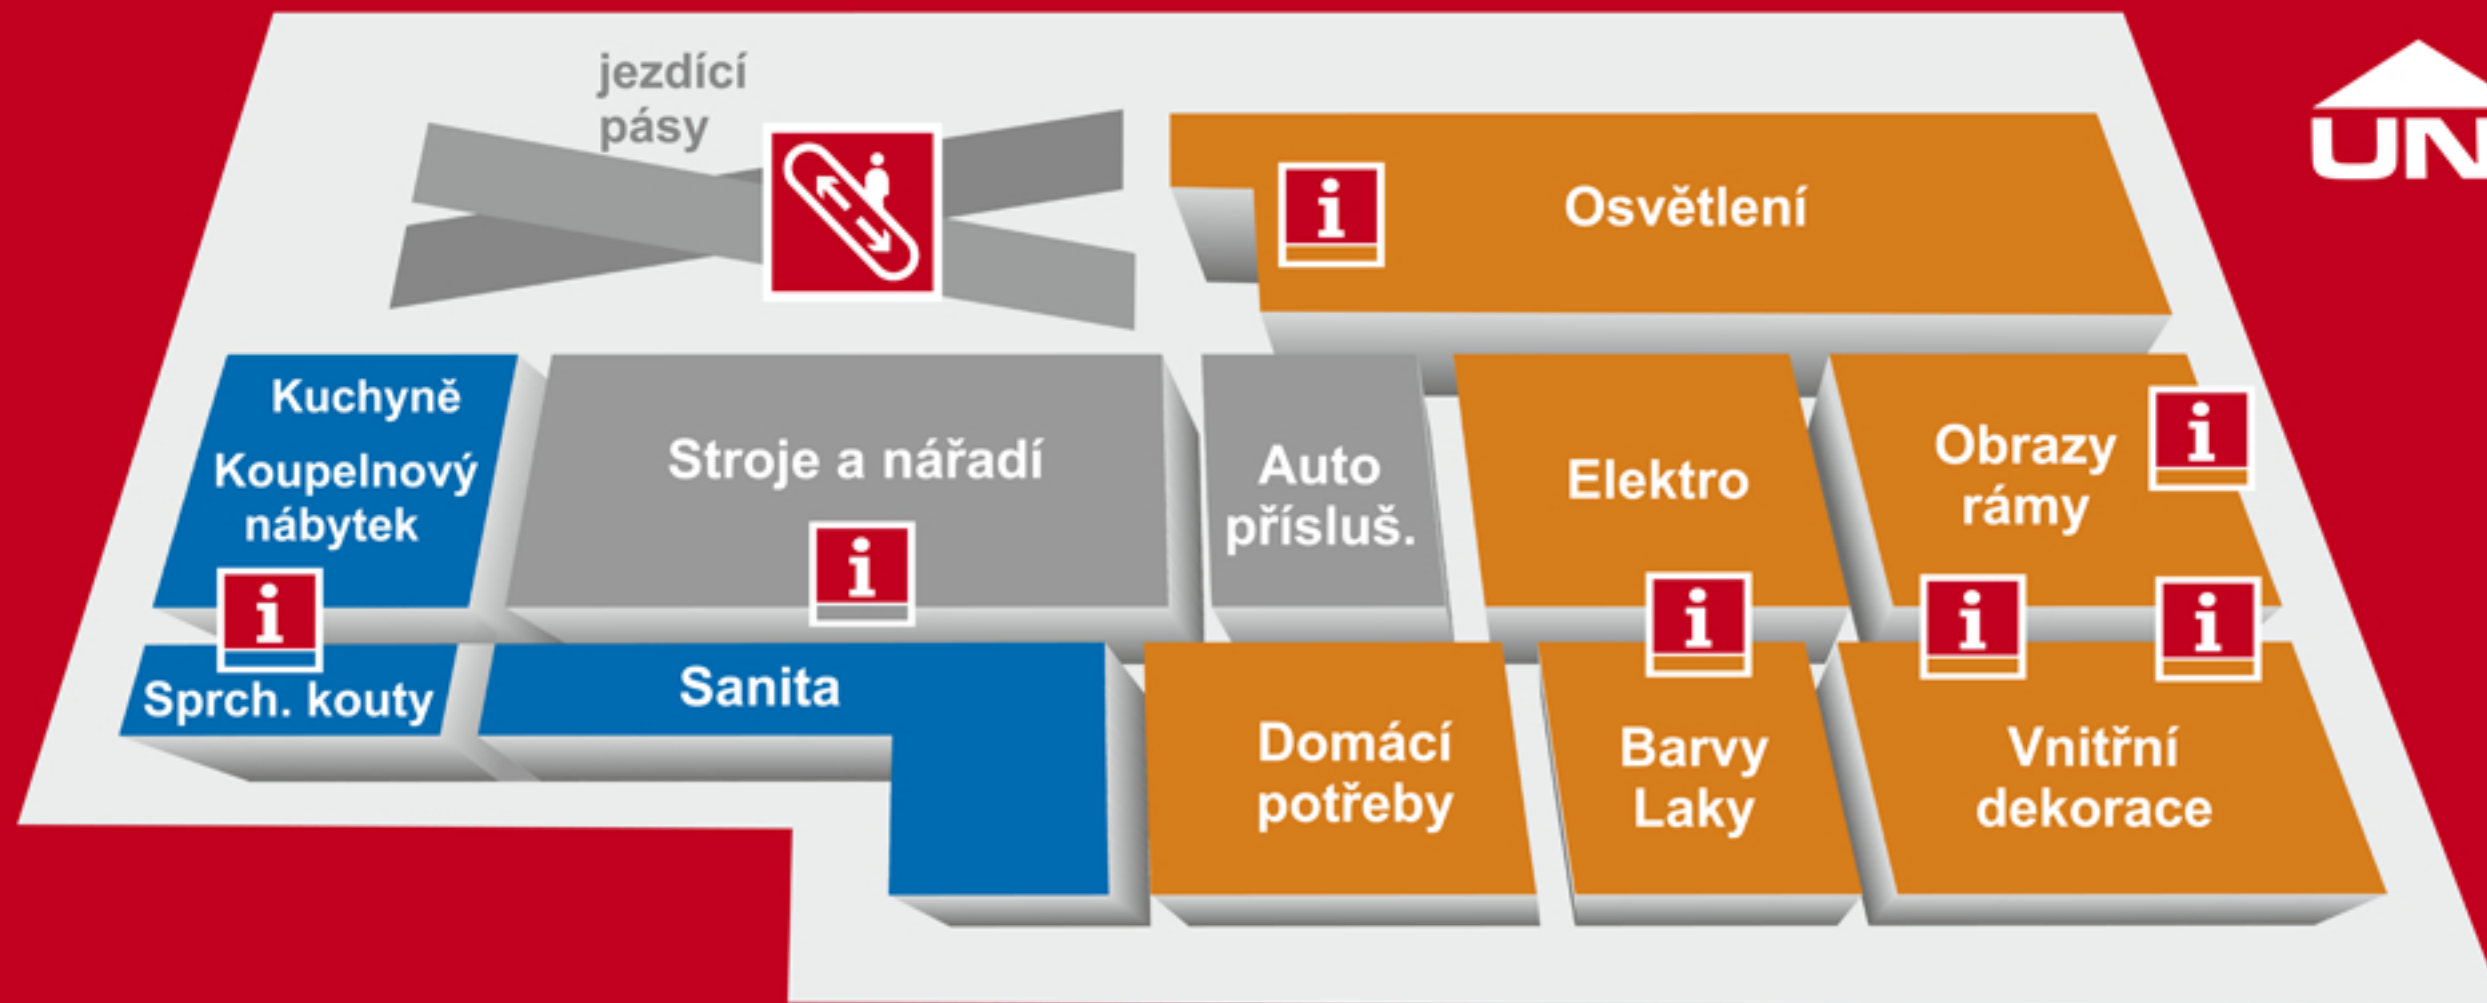 jezdící
pásy
UN
Osvětlení
Kuchyně
Koupelnový
nábytek
Stroje a nářadí
Auto
přísluš.
Elektro
Obrazy
rámy
Sprch. kouty
Sanita
Domácí
potřeby
Barvy
Laky
Vnitřní
dekorace
i
i
i
i
i
i
i